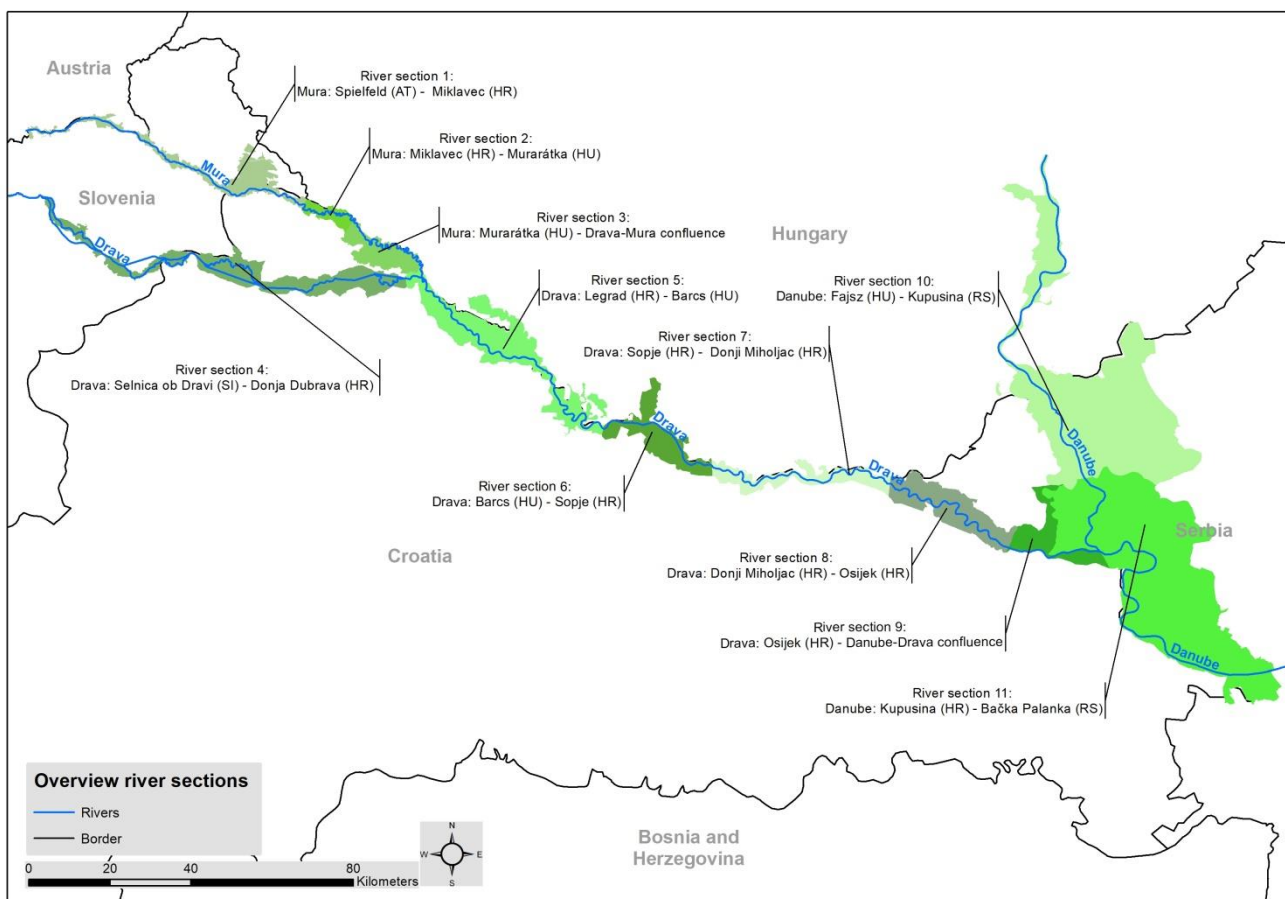 Austria
River section 1:
Mura: Spielfeld (AT) - Miklavec (HR)
River section 2:
Mura: Miklavec (HR) - Murarátka (HU)
Mura
Slovenia
River section 3:
Mura: Murarátka (HU) - Drava-Mura confluence
Hungary
Drava
River section 5:
Drava: Legrad (HR) - Barcs (HU)
River section 10:
Danube: Fajsz (HU) - Kupusina (RS)
River section 7:
Drava: Sopje (HR) - Donji Miholjac (HR)
River section 4:
Drava: Selnica ob Dravi (SI) - Donja Dubrava (HR)
Drava
Danube
Drava
River section 6:
Drava: Barcs (HU) - Sopje (HR)
Serbia
Croatia
River section 8:
Drava: Donji Miholjac (HR) - Osijek (HR)
River section 9:
Drava: Osijek (HR) - Danube-Drava confluence
Danube
River section 11:
Danube: Kupusina (HR) - Bačka Palanka (RS)
Overview river sections
Rivers
Border
Bosnia and
Herzegovina
N
W E
S
0 20 40 80
Kilometers